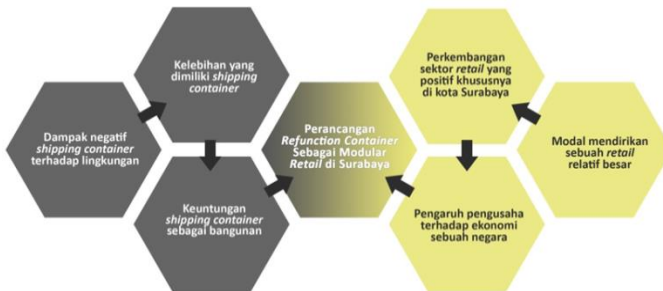 Dampak negatif
shipping container
terhadap lingkungan
Kelebihan yang
dimiliki shipping
container
Keuntungan
shipping container
sebagai bangunan
Perancangan
Refunction Container
Sebagai Modular
Retail di Surabaya
Perkembangan
sektor retail yang
positif khususnya
di kota Surabaya
Pengaruh pengusaha
terhadap ekonomi
sebuah negara
Modal mendirikan
sebuah retail
relatif besar